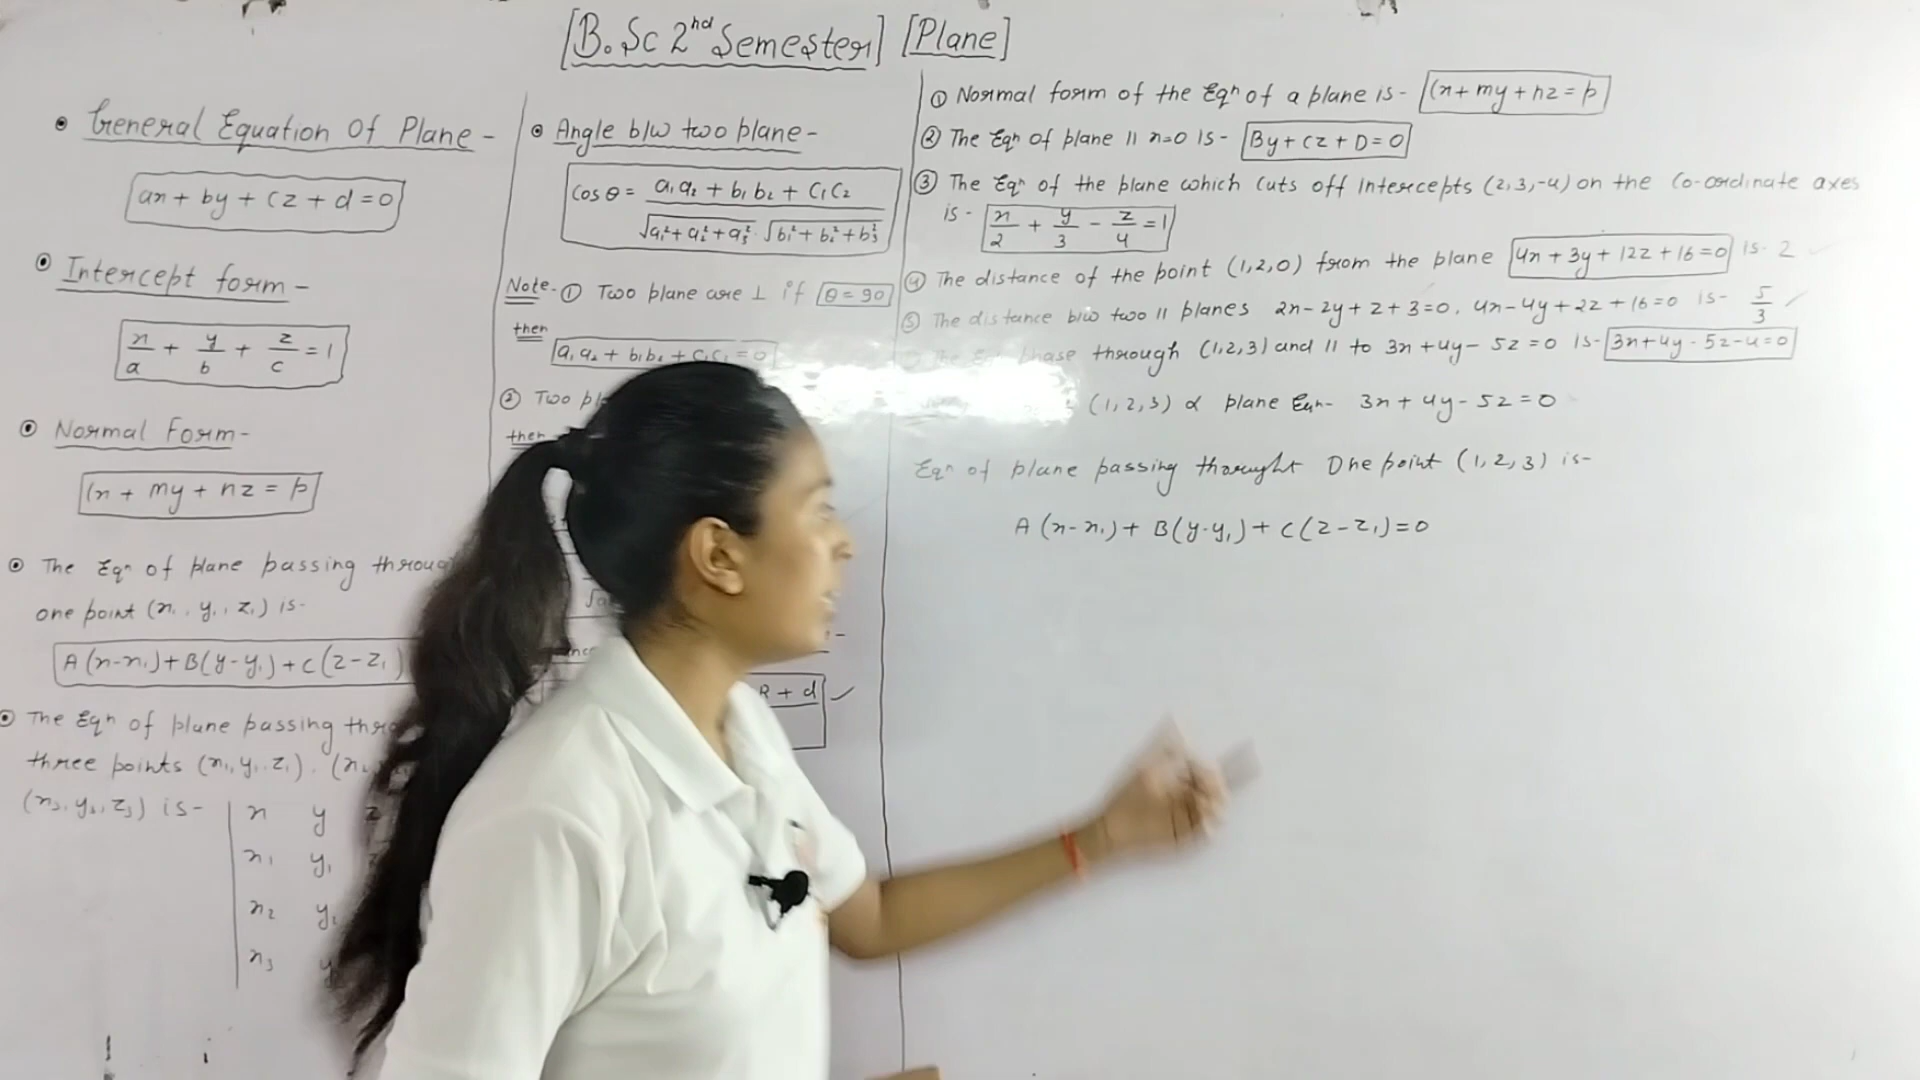 [B.Sc 2nd Semester] [Plane]
• General Equation Of Plane -
ax + by + cz + d = 0
• Intercept form -
x/a + y/b + z/c = 1
• Normal Form -
lx + my + nz = p
• The Eqn of plane passing through
one point (x1, y1, z1) is -
A(x-x1)+B(y-y1)+C(z-z1)
• The Eqn of plane passing
three points (x1, y1, z1), (x2
(x3, y3, z3) is -
x y z
x1 y1
x2 y2
x3 y
• Angle b/w two plane -
Cos θ = a1a2 + b1b2 + c1c2 / √a1²+a2²+a3² · √b1²+b2²+b3²
Note - ① Two plane are ⊥ if θ = 90
then
a1a2 + b1b2 + c1c2 = 0
② Two
then
R + d ✓
① Normal form of the Eqn of a plane is - lx + my + nz = p
② The Eqn of plane || x=0 is - By + cz + D = 0
③ The Eqn of the plane which cuts off Intercepts (2,3,-4) on the co-ordinate axes
is - x/2 + y/3 - z/4 = 1
④ The distance of the point (1,2,0) from the plane 4x + 3y + 12z + 16 = 0 is - 2
⑤ The distance b/w two || planes 2x - 2y + z + 3 = 0, 4x - 4y + 2z + 16 = 0 is - 5/3 ✓
The phase through (1,2,3) and || to 3x + 4y - 5z = 0 is - 3x + 4y - 5z - 4 = 0
(1,2,3) & plane Eqn - 3x + 4y - 5z = 0
Eqn of plane passing throught One point (1,2,3) is -
A(x-x1) + B(y-y1) + C(z-z1) = 0